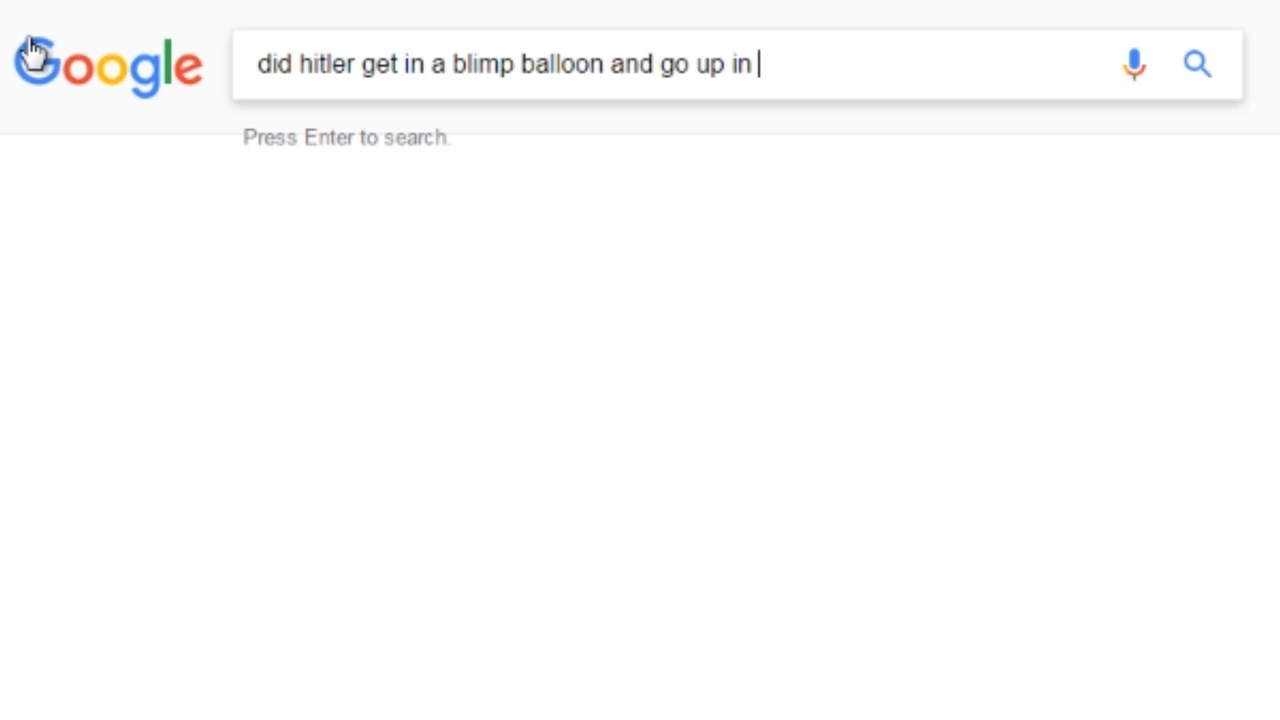 Google
did hitler get in a blimp balloon and go up in
Press Enter to search.